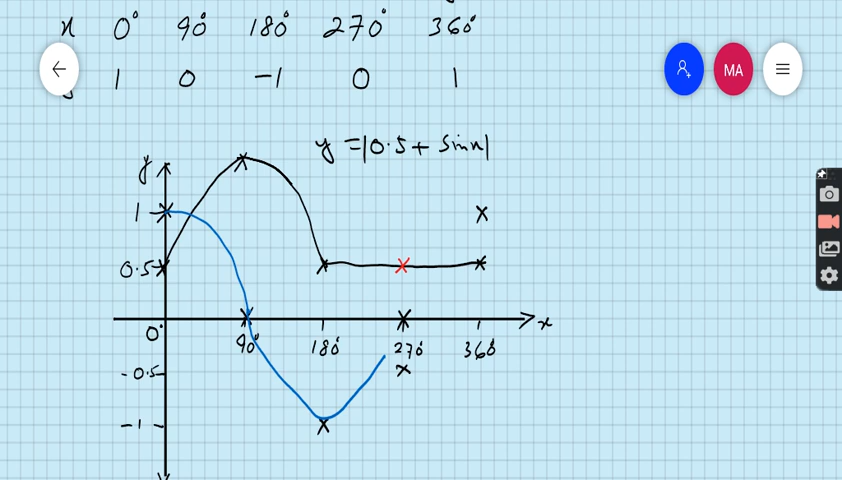 x 0° 90° 180° 270° 360°
1 0 -1 0 1
MA
y = |0.5 + sinx|
y
1
0.5
0°
90° 180° 270° 360° x
-0.5
-1